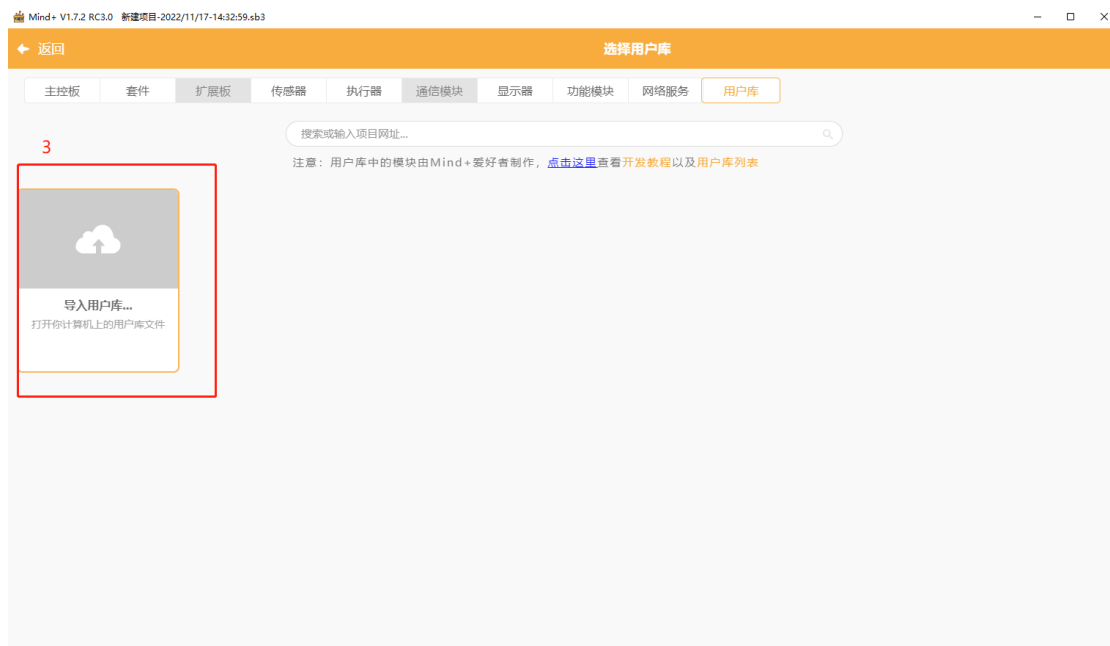 Mind+ V1.7.2 RC3.0 新建项目-2022/11/17-14:32:59.sb3
返回 选择用户库
主控板 套件 扩展板 传感器 执行器 通信模块 显示器 功能模块 网络服务 用户库
搜索或输入项目网址...
3
注意：用户库中的模块由Mind+爱好者制作，点击这里查看开发教程以及用户库列表
导入用户库...
打开你计算机上的用户库文件